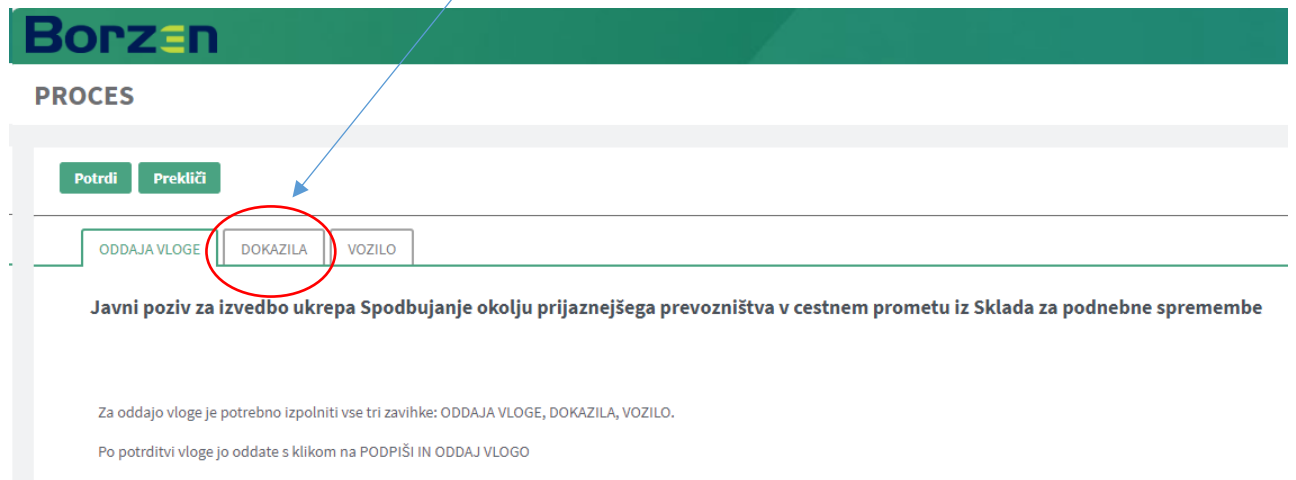 Borzen
PROCES
Potrdi Prekliči
ODDAJA VLOGE DOKAZILA VOZILO
Javni poziv za izvedbo ukrepa Spodbujanje okolju prijaznejšega prevozništva v cestnem prometu iz Sklada za podnebne spremembe
Za oddajo vloge je potrebno izpolniti vse tri zavihke: ODDAJA VLOGE, DOKAZILA, VOZILO.
Po potrditvi vloge jo oddate s klikom na PODPIŠI IN ODDAJ VLOGO